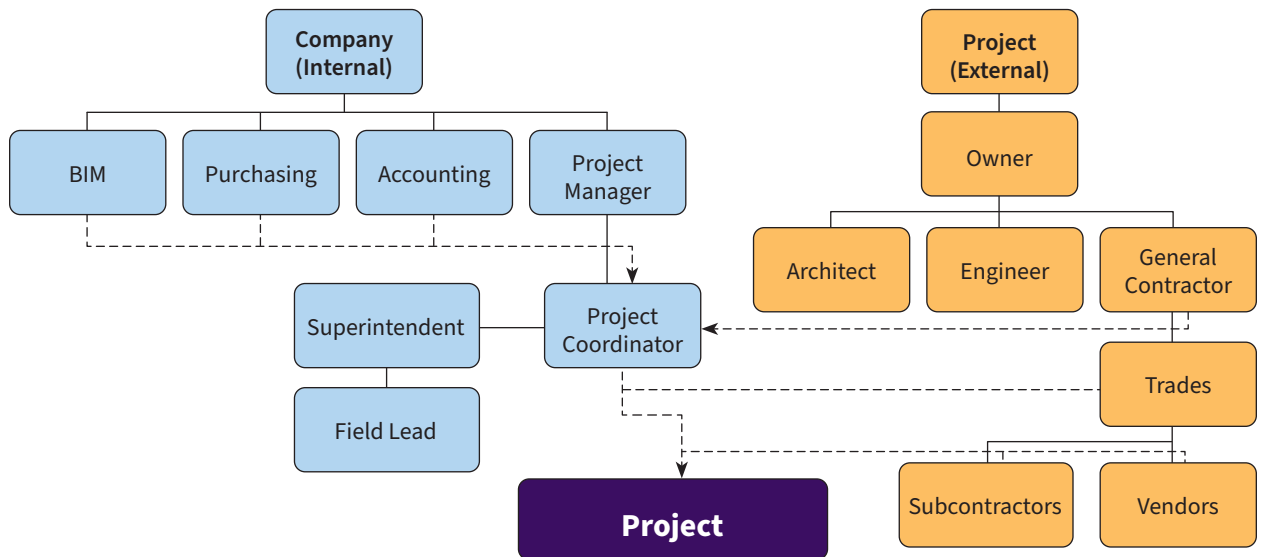 Company
(Internal)
Project
(External)
BIM
Purchasing
Accounting
Project
Manager
Owner
Architect
Engineer
General
Contractor
Superintendent
Project
Coordinator
Trades
Field Lead
Subcontractors
Vendors
Project